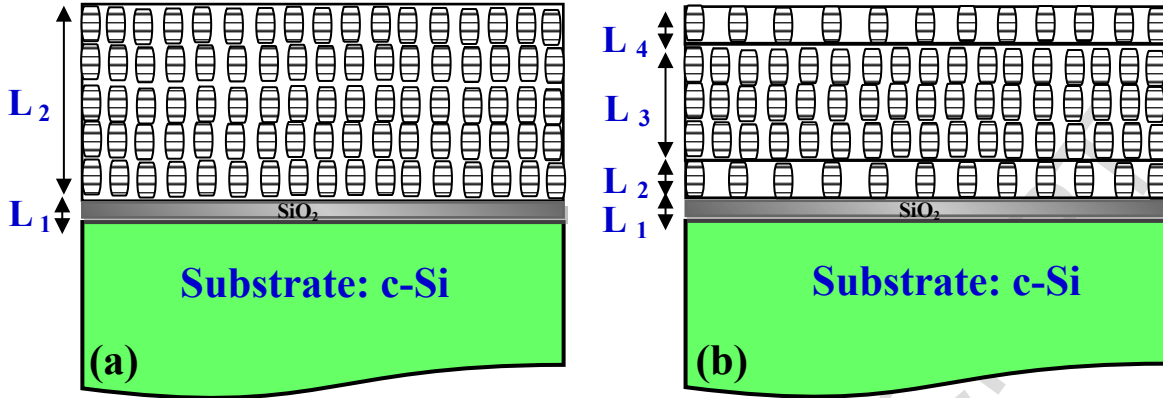 L 2
L 1
SiO2
Substrate: c-Si
(a)
L 4
L 3
L 2
L 1
SiO2
Substrate: c-Si
(b)